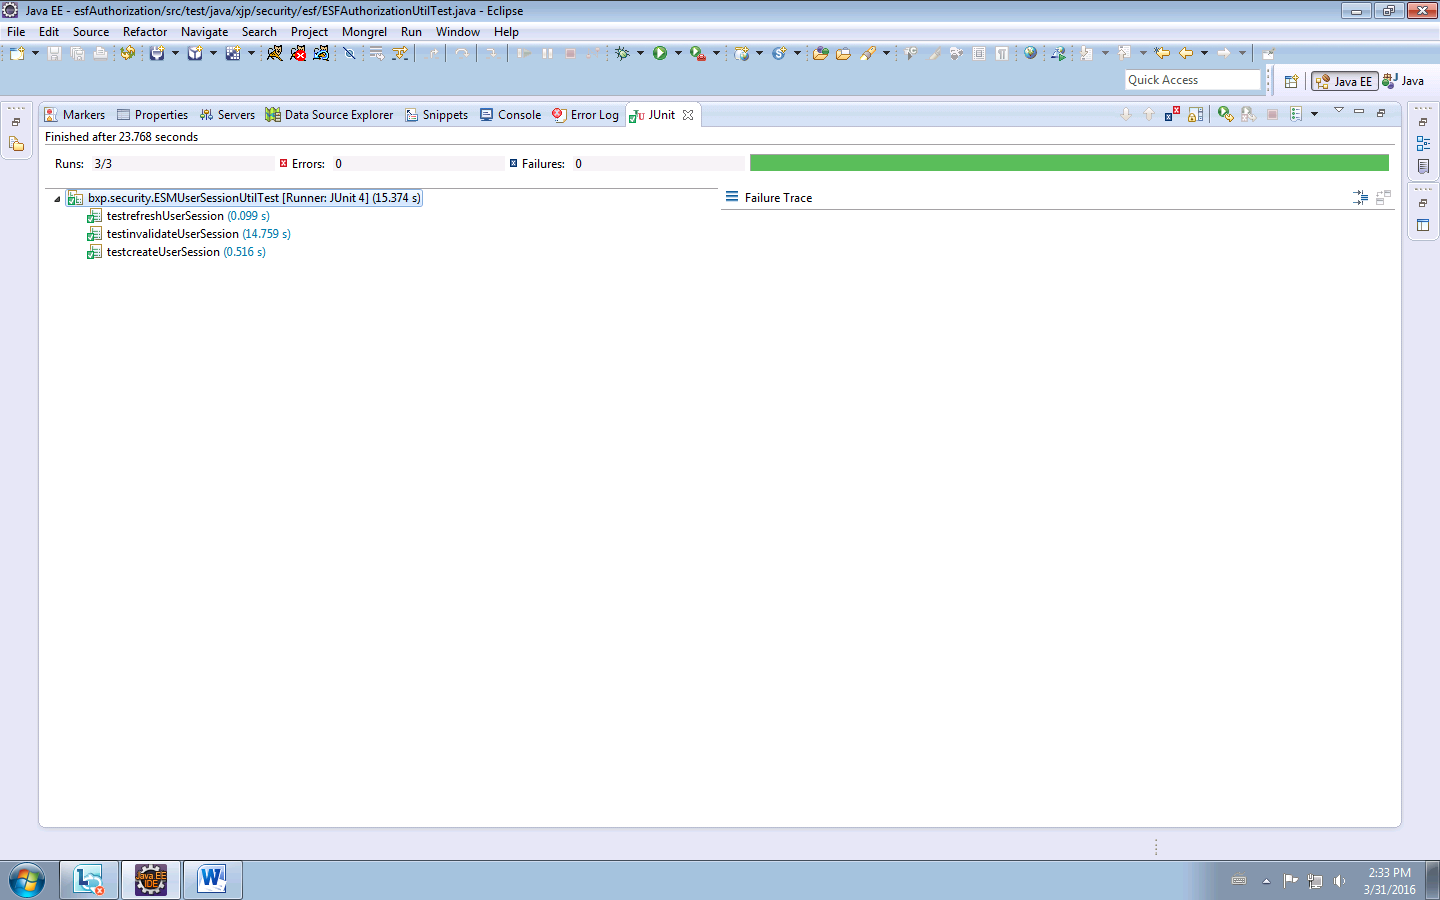 Java EE - esfAuthorization/src/test/java/xjp/security/esf/ESFAuthorizationUtilTest.java - Eclipse
File Edit Source Refactor Navigate Search Project Mongrel Run Window Help
Quick Access
Java EE Java
Markers Properties Servers Data Source Explorer Snippets Console Error Log JUnit
Finished after 23.768 seconds
Runs: 3/3 Errors: 0 Failures: 0
bxp.security.ESMUserSessionUtilTest [Runner: JUnit 4] (15.374 s)
Failure Trace
testrefreshUserSession (0.099 s)
testinvalidateUserSession (14.759 s)
testcreateUserSession (0.516 s)
Java EE
IDE
W
2:33 PM
3/31/2016